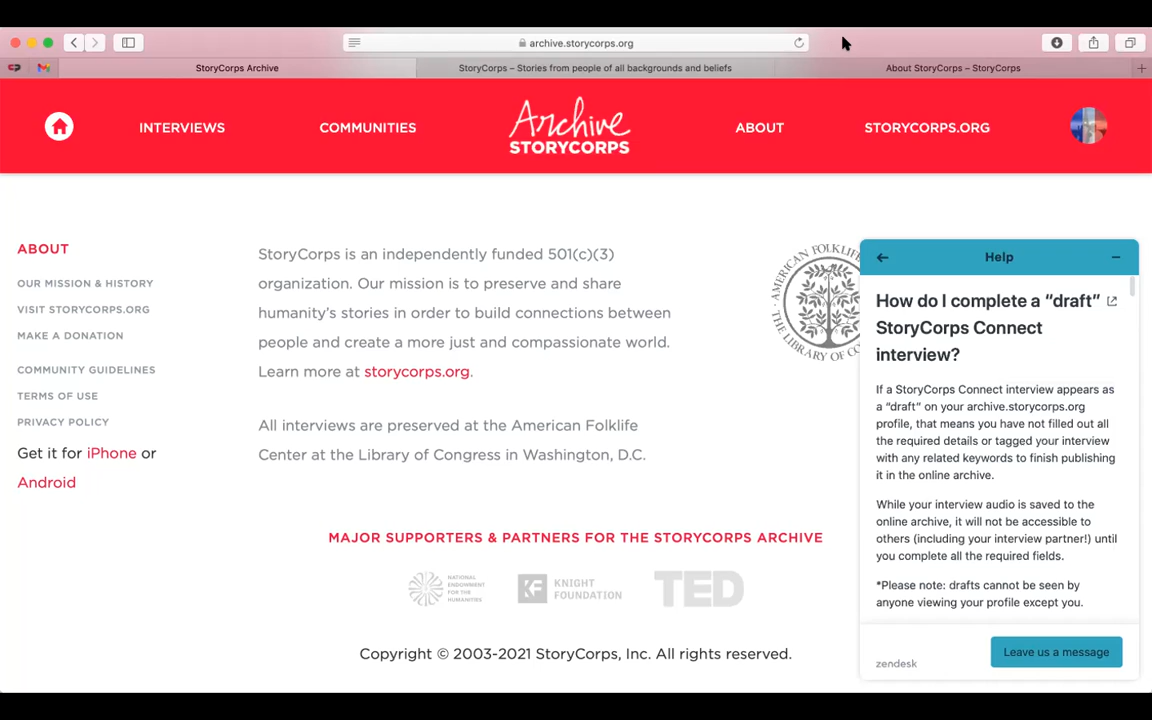 archive.storycorps.org
StoryCorps Archive
StoryCorps – Stories from people of all backgrounds and beliefs
About StoryCorps – StoryCorps
INTERVIEWS
COMMUNITIES
Archive
STORYCORPS
ABOUT
STORYCORPS.ORG
ABOUT
OUR MISSION & HISTORY
VISIT STORYCORPS.ORG
MAKE A DONATION
COMMUNITY GUIDELINES
TERMS OF USE
PRIVACY POLICY
Get it for iPhone or
Android
StoryCorps is an independently funded 501(c)(3)
organization. Our mission is to preserve and share
humanity’s stories in order to build connections between
people and create a more just and compassionate world.
Learn more at storycorps.org.
All interviews are preserved at the American Folklife
Center at the Library of Congress in Washington, D.C.
AMERICAN FOLKLIFE
THE LIBRARY OF CO
MAJOR SUPPORTERS & PARTNERS FOR THE STORYCORPS ARCHIVE
NATIONAL
ENDOWMENT
FOR THE
HUMANITIES
KNIGHT
FOUNDATION
TED
Copyright © 2003-2021 StoryCorps, Inc. All rights reserved.
Help
How do I complete a “draft”
StoryCorps Connect
interview?
If a StoryCorps Connect interview appears as
a “draft” on your archive.storycorps.org
profile, that means you have not filled out all
the required details or tagged your interview
with any related keywords to finish publishing
it in the online archive.
While your interview audio is saved to the
online archive, it will not be accessible to
others (including your interview partner!) until
you complete all the required fields.
*Please note: drafts cannot be seen by
anyone viewing your profile except you.
zendesk
Leave us a message